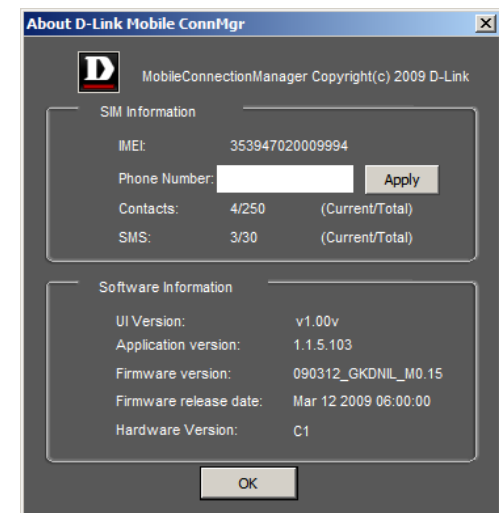 About D-Link Mobile ConnMgr
D
MobileConnectionManager Copyright(c) 2009 D-Link
SIM Information
IMEI: 353947020009994
Phone Number: Apply
Contacts: 4/250 (Current/Total)
SMS: 3/30 (Current/Total)
Software Information
UI Version: v1.00v
Application version: 1.1.5.103
Firmware version: 090312_GKDNIL_M0.15
Firmware release date: Mar 12 2009 06:00:00
Hardware Version: C1
OK